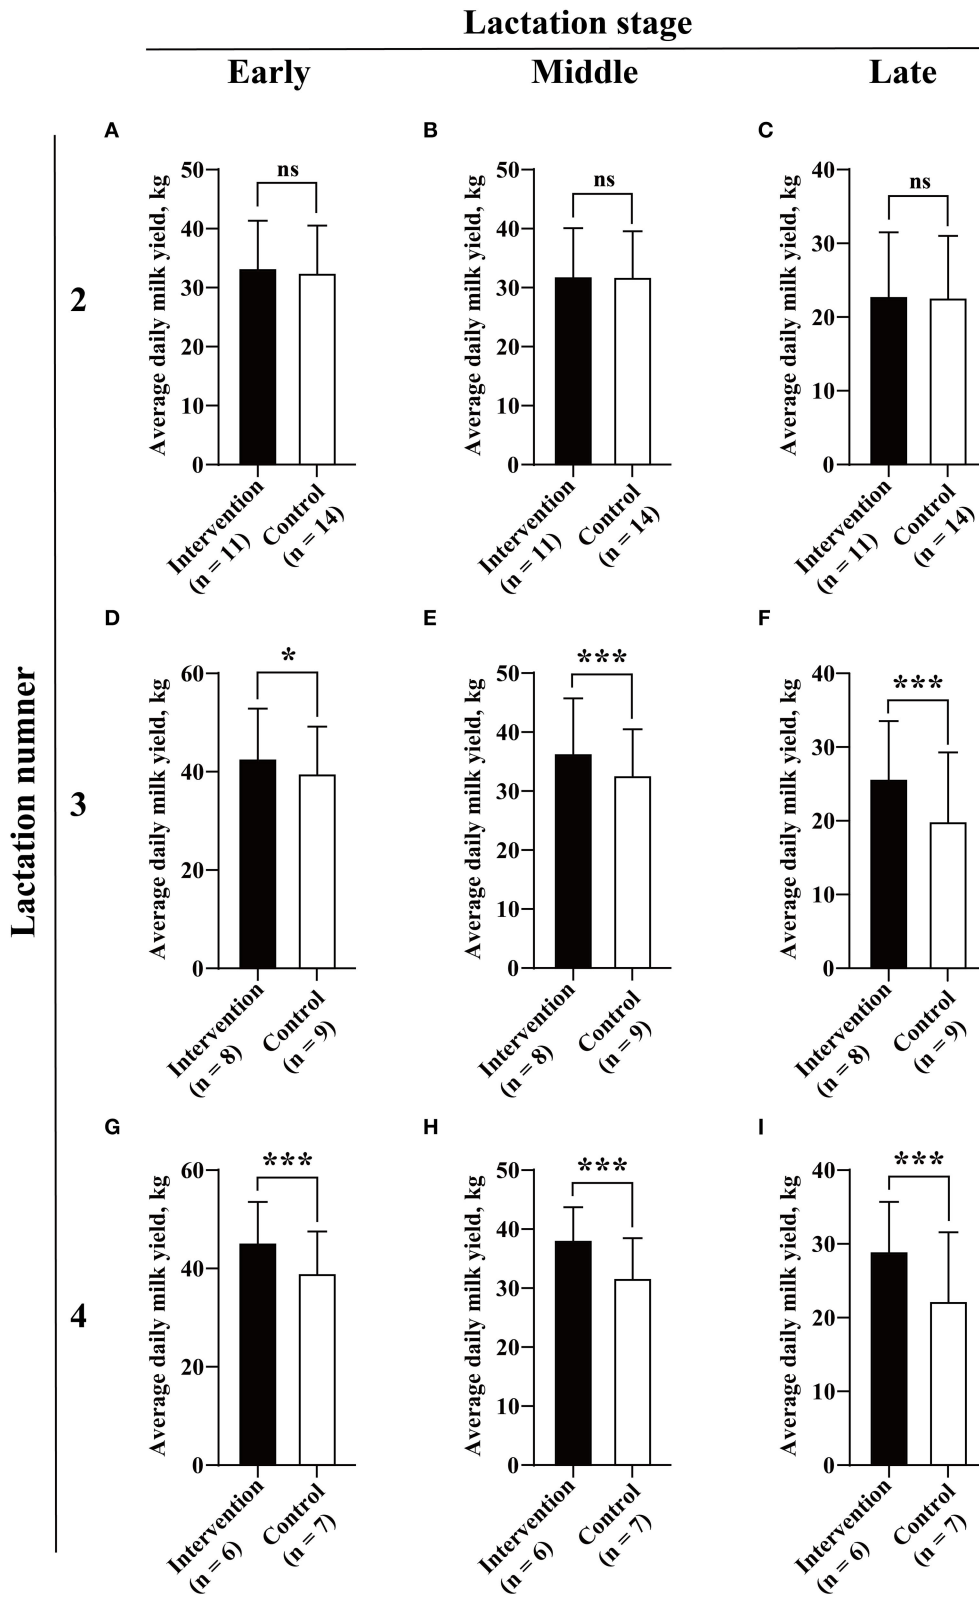 Lactation stage
Early Middle Late
Lactation numner
2
A
Average daily milk yield, kg
50
40
30
20
10
0
ns
Intervention
(n = 11)
Control
(n = 14)
B
Average daily milk yield, kg
50
40
30
20
10
0
ns
Intervention
(n = 11)
Control
(n = 14)
C
Average daily milk yield, kg
40
30
20
10
0
ns
Intervention
(n = 11)
Control
(n = 14)
3
D
Average daily milk yield, kg
60
40
20
0
*
Intervention
(n = 8)
Control
(n = 9)
E
Average daily milk yield, kg
50
40
30
20
10
0
***
Intervention
(n = 8)
Control
(n = 9)
F
Average daily milk yield, kg
40
30
20
10
0
***
Intervention
(n = 8)
Control
(n = 9)
4
G
Average daily milk yield, kg
60
40
20
0
***
Intervention
(n = 6)
Control
(n = 7)
H
Average daily milk yield, kg
50
40
30
20
10
0
***
Intervention
(n = 6)
Control
(n = 7)
I
Average daily milk yield, kg
40
30
20
10
0
***
Intervention
(n = 6)
Control
(n = 7)